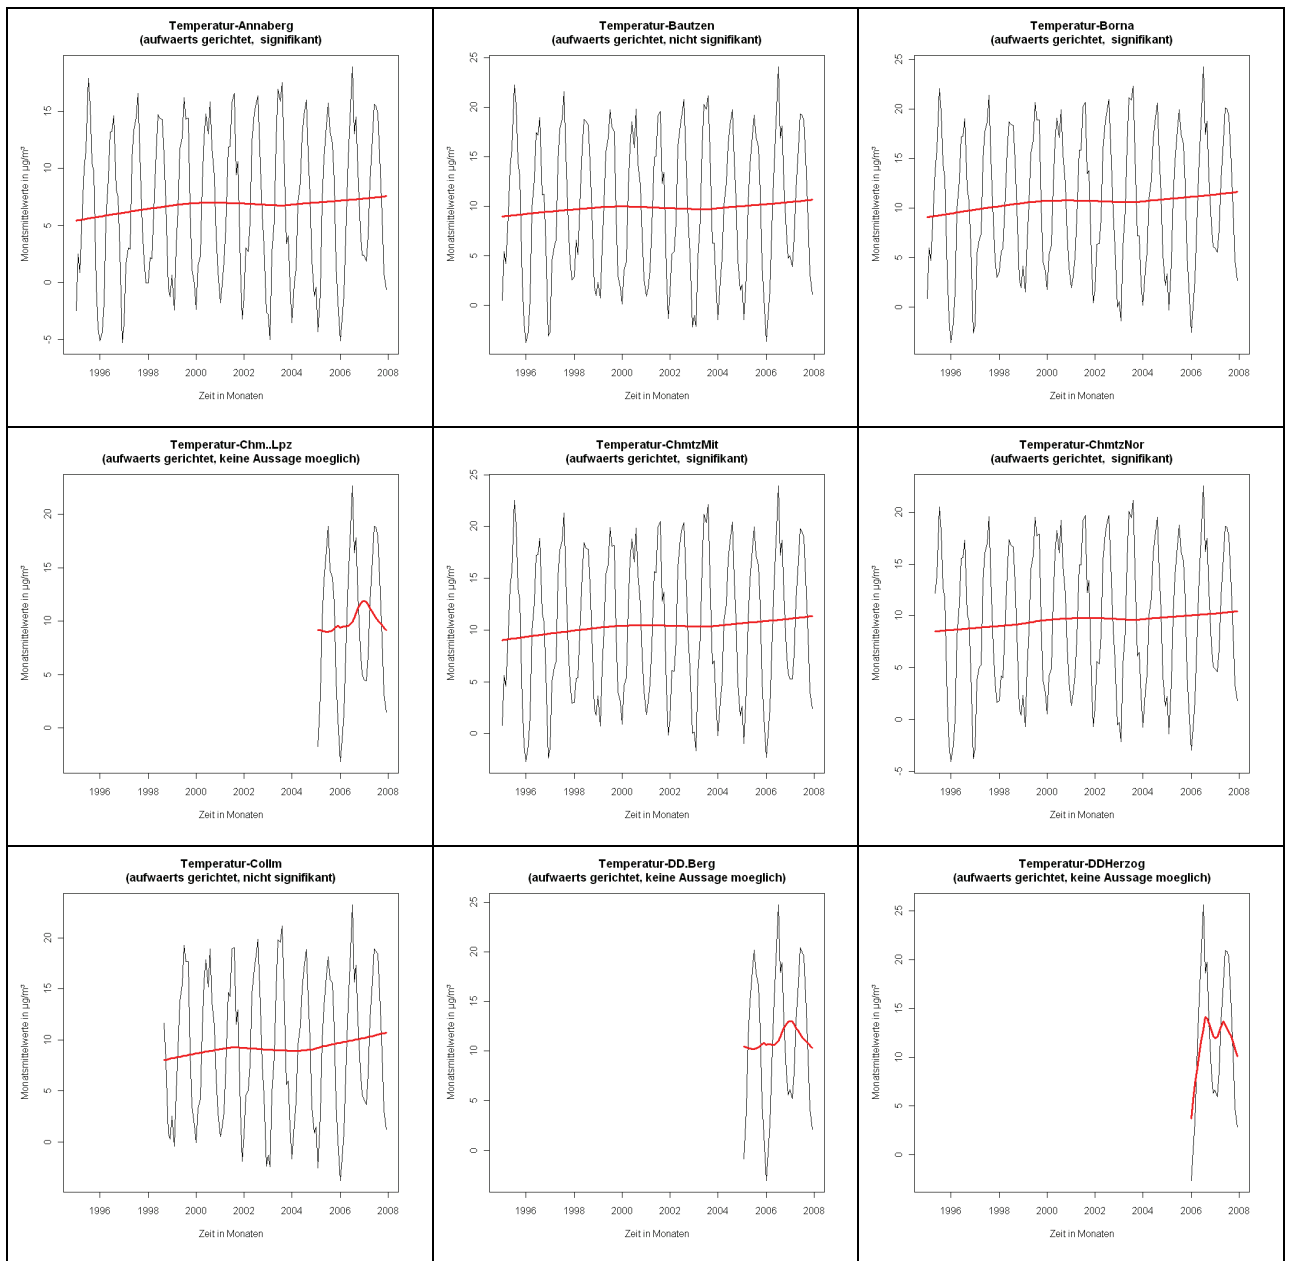 Temperatur-Annaberg
(aufwaerts gerichtet,  signifikant)
Monatsmittelwerte in µg/m³
15
10
5
0
-5
1996 1998 2000 2002 2004 2006 2008
Zeit in Monaten
Temperatur-Bautzen
(aufwaerts gerichtet, nicht signifikant)
Monatsmittelwerte in µg/m³
25
20
15
10
5
0
1996 1998 2000 2002 2004 2006 2008
Zeit in Monaten
Temperatur-Borna
(aufwaerts gerichtet,  signifikant)
Monatsmittelwerte in µg/m³
25
20
15
10
5
0
1996 1998 2000 2002 2004 2006 2008
Zeit in Monaten
Temperatur-Chm..Lpz
(aufwaerts gerichtet, keine Aussage moeglich)
Monatsmittelwerte in µg/m³
20
15
10
5
0
1996 1998 2000 2002 2004 2006 2008
Zeit in Monaten
Temperatur-ChmtzMit
(aufwaerts gerichtet,  signifikant)
Monatsmittelwerte in µg/m³
25
20
15
10
5
0
1996 1998 2000 2002 2004 2006 2008
Zeit in Monaten
Temperatur-ChmtzNor
(aufwaerts gerichtet,  signifikant)
Monatsmittelwerte in µg/m³
20
15
10
5
0
-5
1996 1998 2000 2002 2004 2006 2008
Zeit in Monaten
Temperatur-Collm
(aufwaerts gerichtet, nicht signifikant)
Monatsmittelwerte in µg/m³
20
15
10
5
0
1996 1998 2000 2002 2004 2006 2008
Zeit in Monaten
Temperatur-DD.Berg
(aufwaerts gerichtet, keine Aussage moeglich)
Monatsmittelwerte in µg/m³
25
20
15
10
5
0
1996 1998 2000 2002 2004 2006 2008
Zeit in Monaten
Temperatur-DDHerzog
(aufwaerts gerichtet, keine Aussage moeglich)
Monatsmittelwerte in µg/m³
25
20
15
10
5
0
1996 1998 2000 2002 2004 2006 2008
Zeit in Monaten